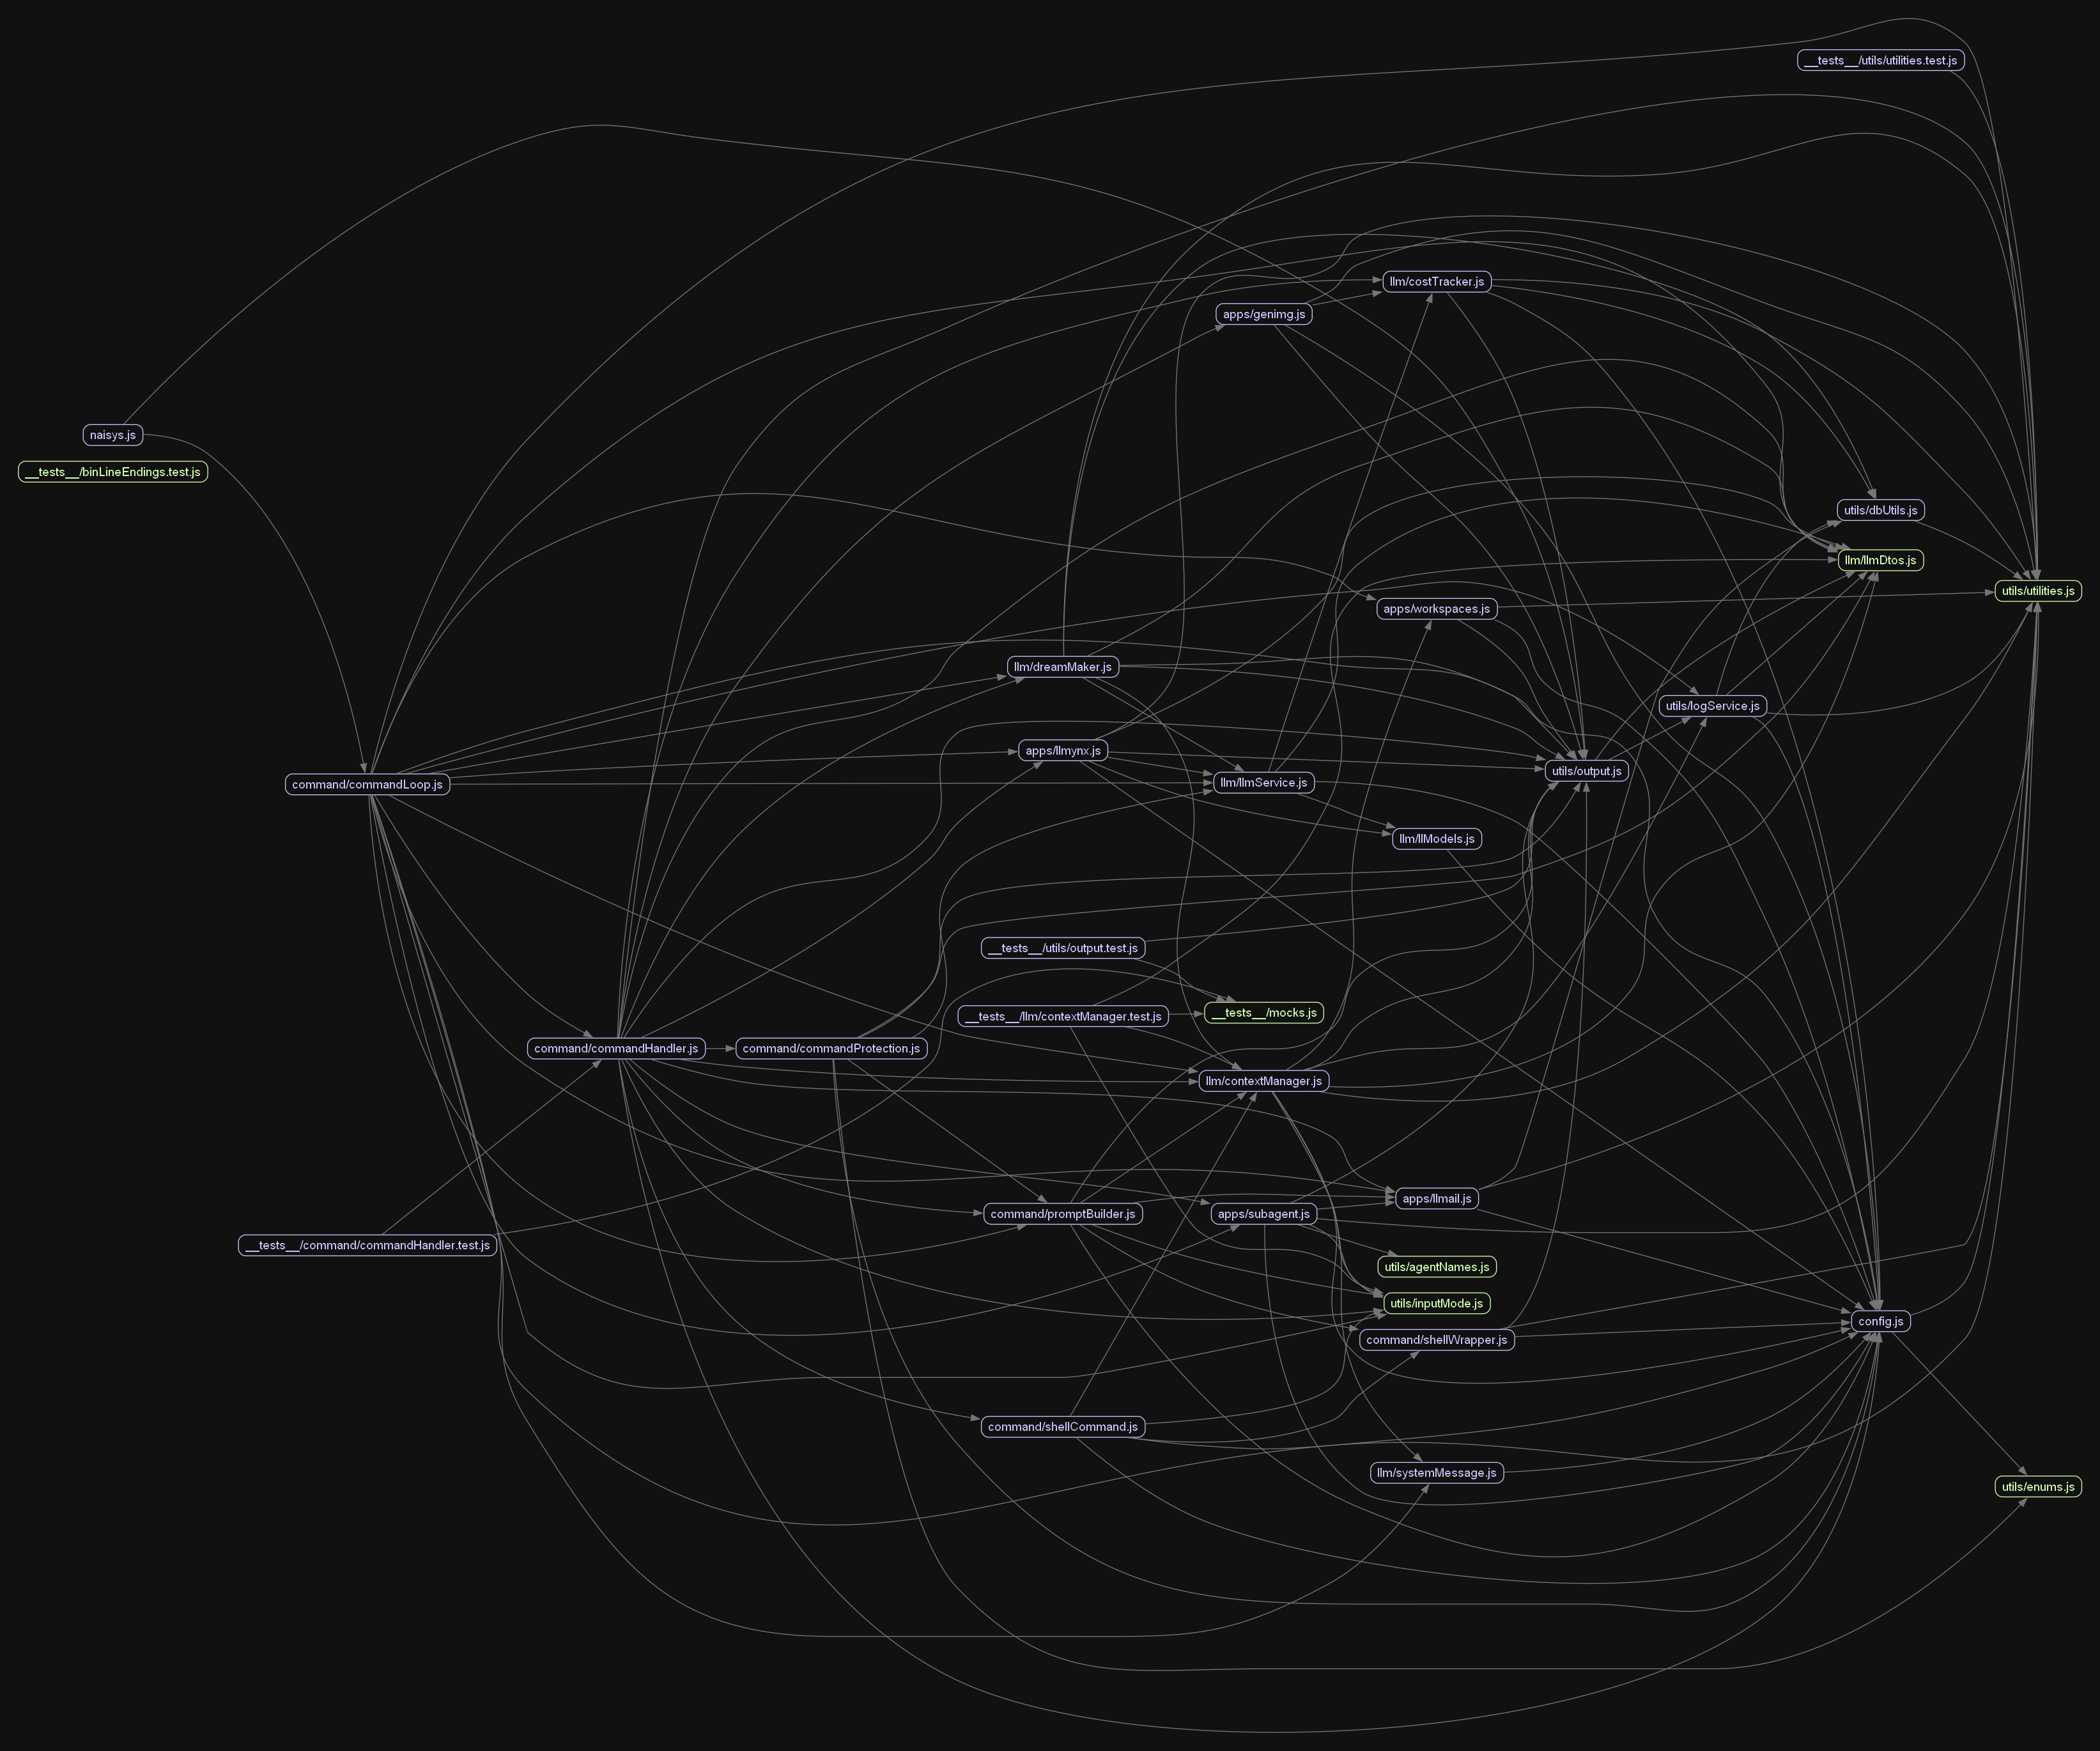 __tests__/utils/utilities.test.js
llm/costTracker.js
apps/genimg.js
naisys.js
__tests__/binLineEndings.test.js
utils/dbUtils.js
llm/llmDtos.js
utils/utilities.js
apps/workspaces.js
llm/dreamMaker.js
utils/logService.js
apps/llmynx.js
utils/output.js
command/commandLoop.js
llm/llmService.js
llm/llModels.js
__tests__/utils/output.test.js
__tests__/llm/contextManager.test.js
__tests__/mocks.js
command/commandHandler.js
command/commandProtection.js
llm/contextManager.js
apps/llmail.js
command/promptBuilder.js
apps/subagent.js
__tests__/command/commandHandler.test.js
utils/agentNames.js
utils/inputMode.js
config.js
command/shellWrapper.js
command/shellCommand.js
llm/systemMessage.js
utils/enums.js